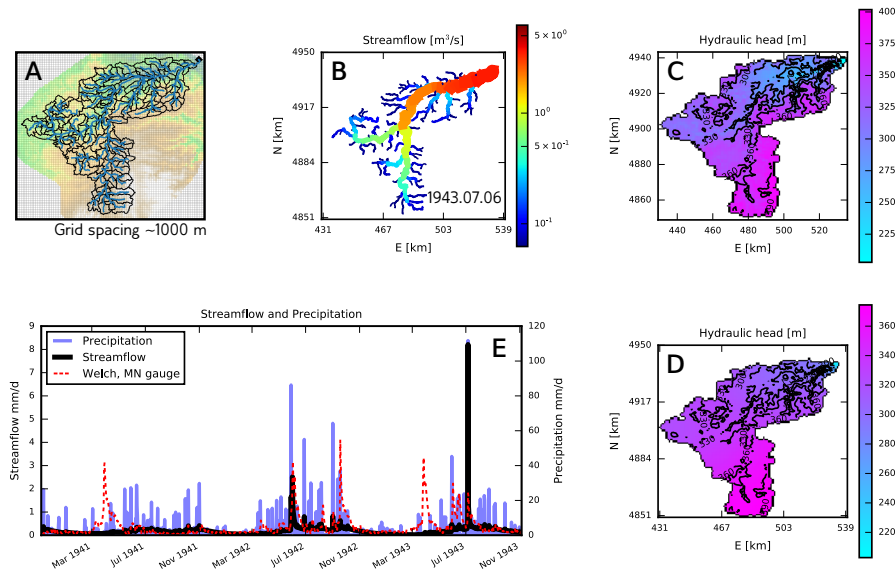 A
Grid spacing ~1000 m
Streamflow [m³/s]
B
4950
4917
4884
4851
N [km]
431
467
503
539
E [km]
1943.07.06
5 × 10⁰
10⁰
5 × 10⁻¹
10⁻¹
Hydraulic head [m]
C
4940
4920
4900
4880
4860
N [km]
440
460
480
500
520
E [km]
400
375
350
325
300
275
250
225
Streamflow and Precipitation
E
Precipitation
Streamflow
Welch, MN gauge
9
8
7
6
5
4
3
2
1
0
Streamflow mm/d
120
100
80
60
40
20
0
Precipitation mm/d
Mar 1941
Jul 1941
Nov 1941
Mar 1942
Jul 1942
Nov 1942
Mar 1943
Jul 1943
Nov 1943
Hydraulic head [m]
D
4950
4917
4884
4851
N [km]
431
467
503
539
E [km]
360
340
320
300
280
260
240
220
200